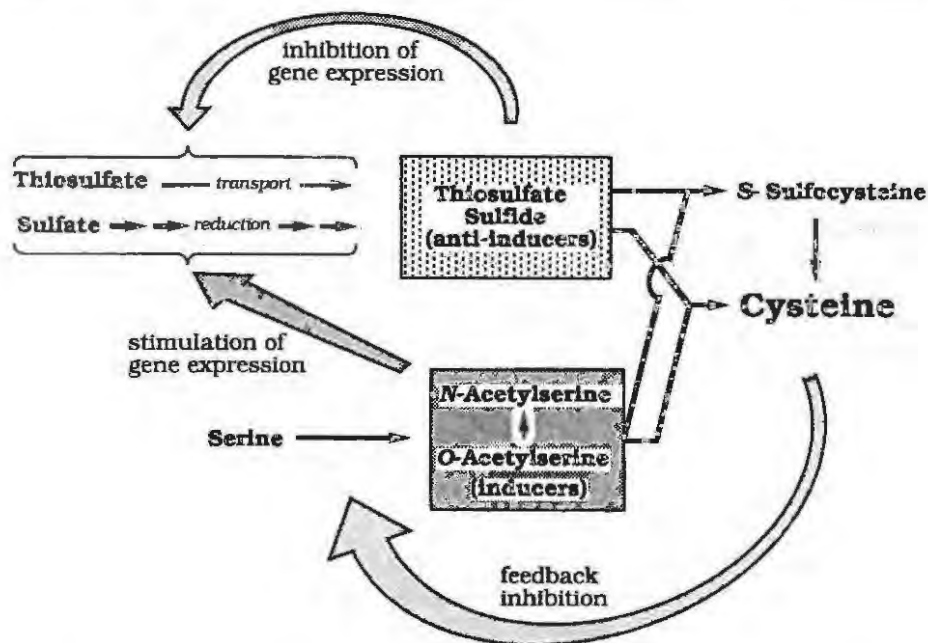 inhibition of
gene expression
Thiosulfate transport
Sulfate reduction
Thiosulfate
Sulfide
(anti-inducers)
S-Sulfocysteine
Cysteine
stimulation of
gene expression
Serine
N-Acetylserine
O-Acetylserine
(inducers)
feedback
inhibition